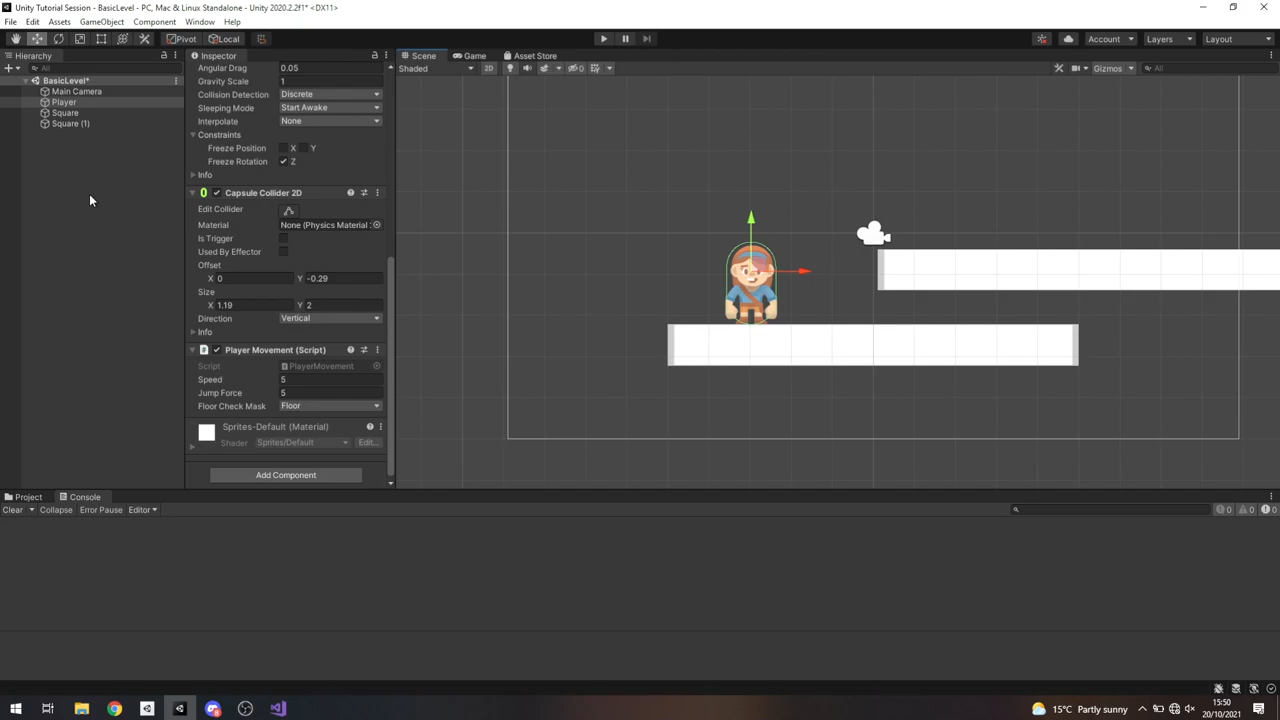 Unity Tutorial Session - BasicLevel - PC, Mac & Linux Standalone - Unity 2020.2.2f1* <DX11>
File Edit Assets GameObject Component Window Help
Pivot Local Account Layers Layout
Hierarchy Inspector Scene Game Asset Store
All
Angular Drag 0.05
Shaded 2D 0 Gizmos All
BasicLevel*
Gravity Scale 1
Main Camera
Collision Detection Discrete
Player
Sleeping Mode Start Awake
Square
Interpolate None
Square (1)
Constraints
Freeze Position X Y
Freeze Rotation Z
Info
Capsule Collider 2D
Edit Collider
Material None (Physics Material :
Is Trigger
Used By Effector
Offset
X 0 Y -0.29
Size
X 1.19 Y 2
Direction Vertical
Info
Player Movement (Script)
Script PlayerMovement
Speed 5
Jump Force 5
Floor Check Mask Floor
Sprites-Default (Material)
Shader Sprites/Default Edit...
Add Component
Project Console
Clear Collapse Error Pause Editor 0 0 0
15°C Partly sunny 15:50
20/10/2021